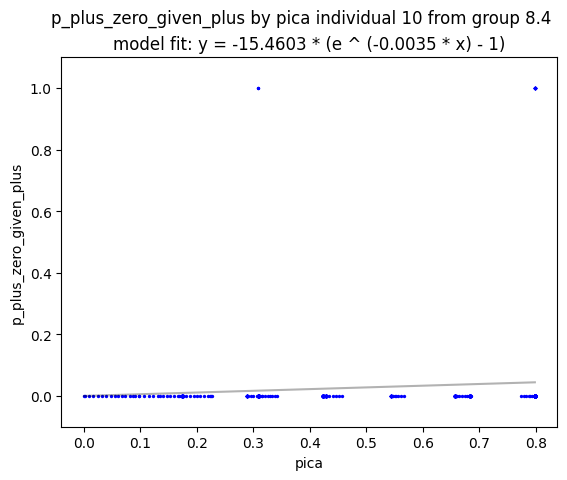 p_plus_zero_given_plus by pica individual 10 from group 8.4
model fit: y = -15.4603 * (e ^ (-0.0035 * x) - 1)
p_plus_zero_given_plus
1.0
0.8
0.6
0.4
0.2
0.0
0.0 0.1 0.2 0.3 0.4 0.5 0.6 0.7 0.8
pica